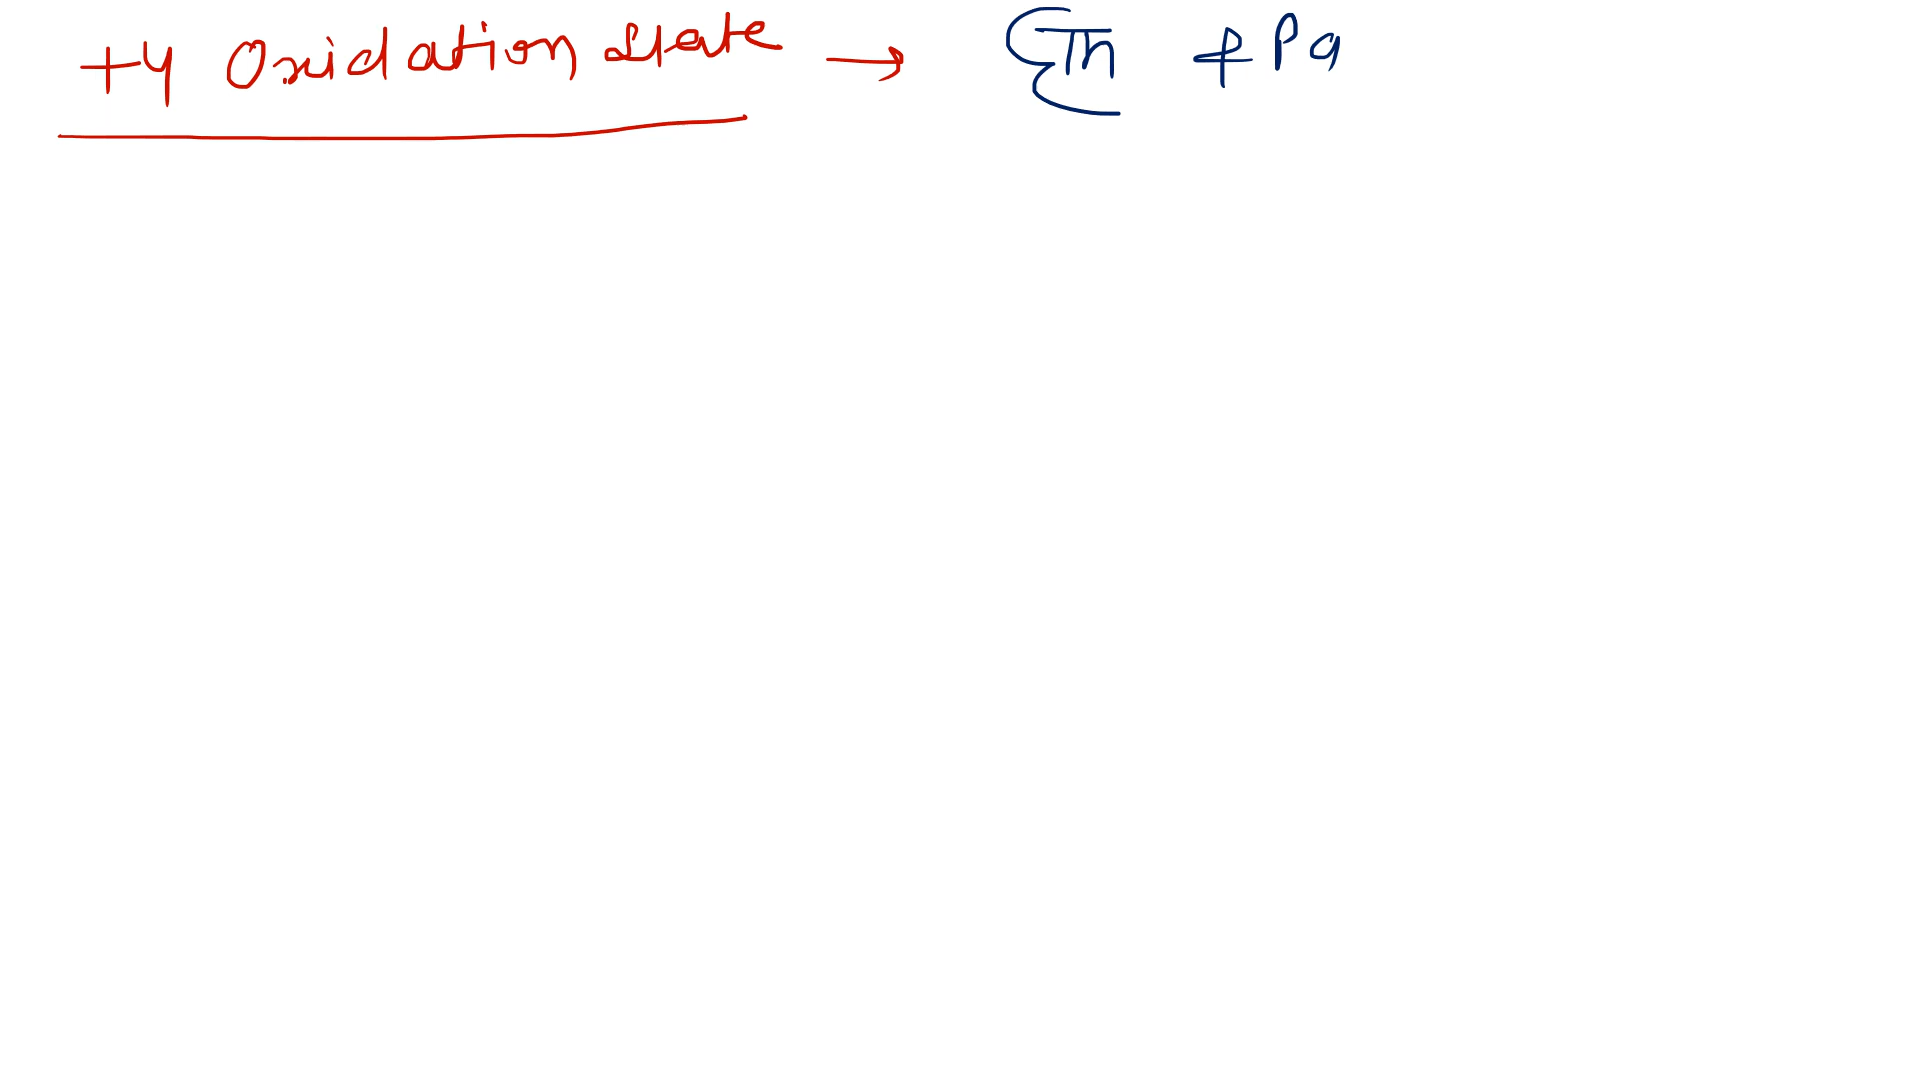 +4 Oxidation state → Th & Pa